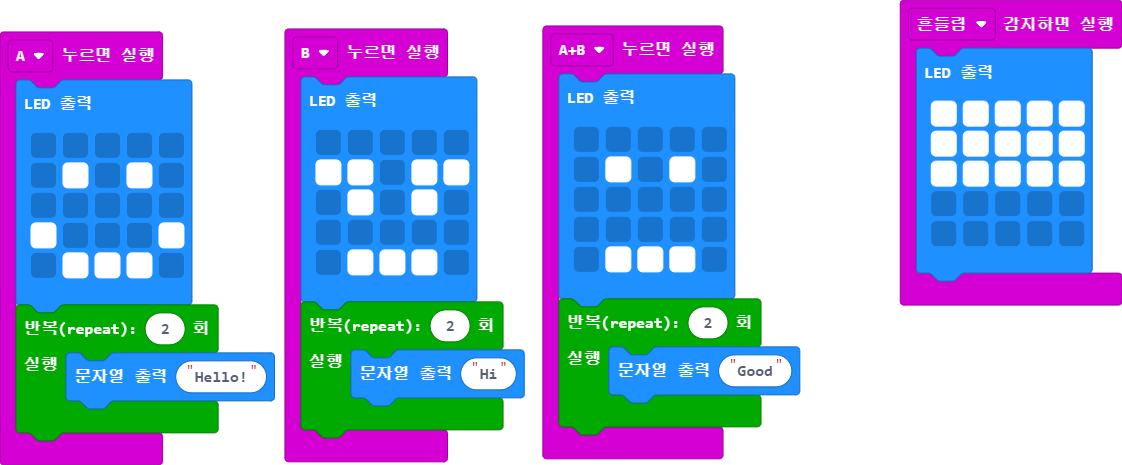 A 누르면 실행
LED 출력
반복(repeat): 2 회
실행 문자열 출력 "Hello!"
B 누르면 실행
LED 출력
반복(repeat): 2 회
실행 문자열 출력 "Hi"
A+B 누르면 실행
LED 출력
반복(repeat): 2 회
실행 문자열 출력 "Good"
흔들림 감지하면 실행
LED 출력